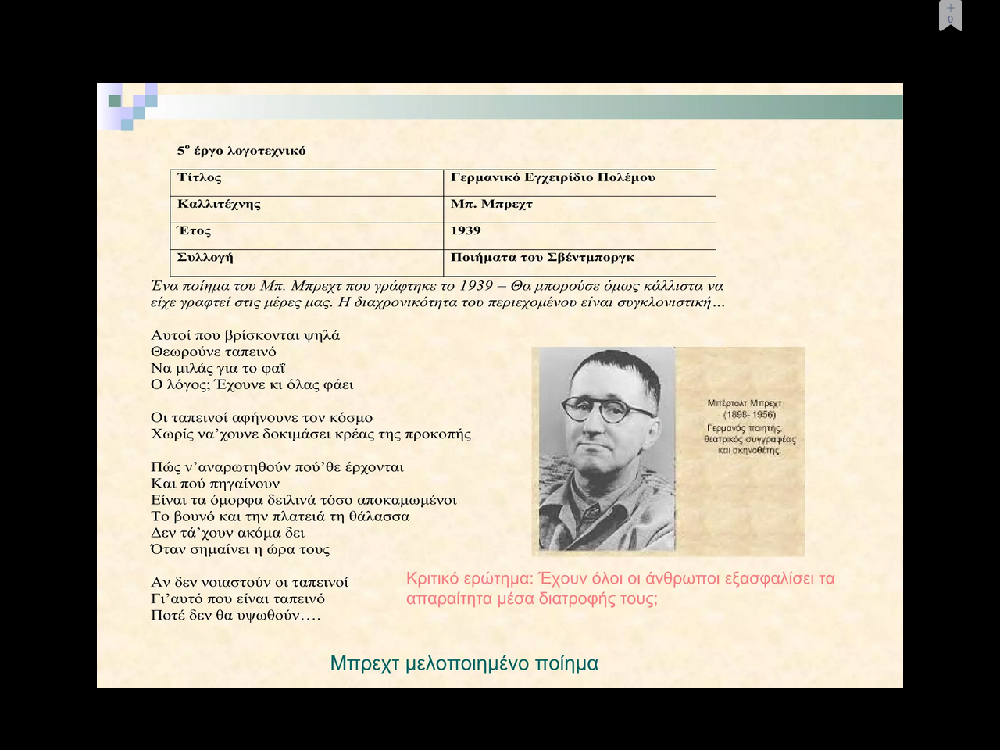 +
0
5ο έργο λογοτεχνικό
Τίτλος Γερμανικό Εγχειρίδιο Πολέμου
Καλλιτέχνης Μπ. Μπρεχτ
Έτος 1939
Συλλογή Ποιήματα του Σβέντμποργκ
Ένα ποίημα του Μπ. Μπρεχτ που γράφτηκε το 1939 – Θα μπορούσε όμως κάλλιστα να
είχε γραφτεί στις μέρες μας. Η διαχρονικότητα του περιεχομένου είναι συγκλονιστική…
Αυτοί που βρίσκονται ψηλά
Θεωρούνε ταπεινό
Να μιλάς για το φαΐ
Ο λόγος; Έχουνε κι όλας φάει
Οι ταπεινοί αφήνουνε τον κόσμο
Χωρίς να’χουνε δοκιμάσει κρέας της προκοπής
Πώς ν’αναρωτηθούν πού’θε έρχονται
Και πού πηγαίνουν
Είναι τα όμορφα δειλινά τόσο αποκαμωμένοι
Το βουνό και την πλατειά τη θάλασσα
Δεν τά’χουν ακόμα δει
Όταν σημαίνει η ώρα τους
Αν δεν νοιαστούν οι ταπεινοί
Γι’αυτό που είναι ταπεινό
Ποτέ δεν θα υψωθούν….
Μπέρτολτ Μπρεχτ
(1898- 1956)
Γερμανός ποιητής,
θεατρικός συγγραφέας
και σκηνοθέτης.
Κριτικό ερώτημα: Έχουν όλοι οι άνθρωποι εξασφαλίσει τα
απαραίτητα μέσα διατροφής τους;
Μπρεχτ μελοποιημένο ποίημα